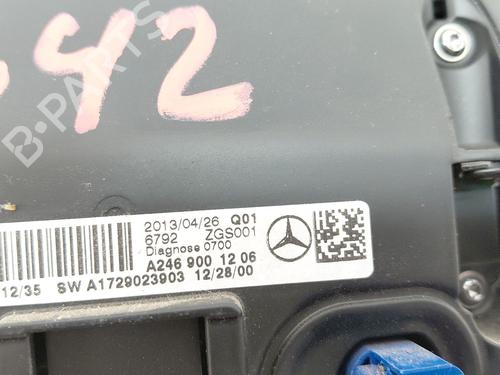 42
B-PARTS
2013/04/26 Q01
6792 ZGS001
Diagnose 0700
A246 900 12 06
12/35 SW A1729023903 12/28/00